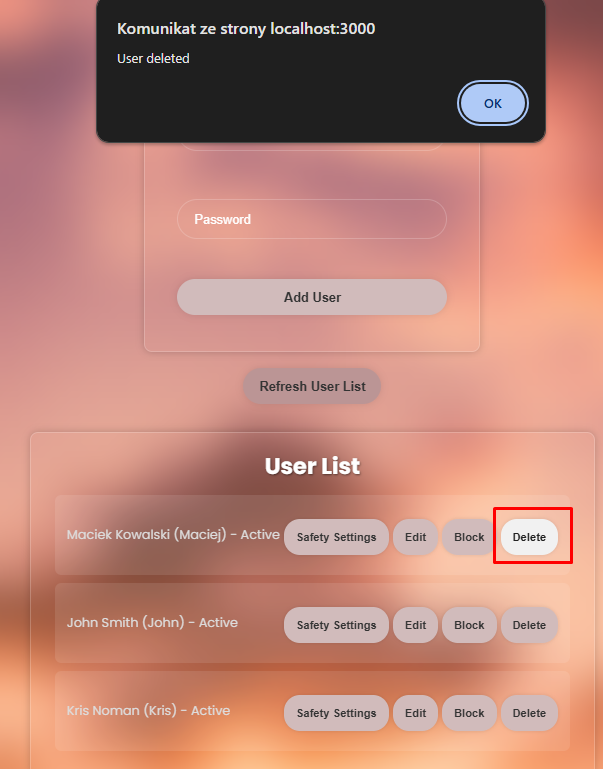 Komunikat ze strony localhost:3000
User deleted
OK
Password
Add User
Refresh User List
User List
Maciek Kowalski (Maciej) - Active Safety Settings Edit Block Delete
John Smith (John) - Active Safety Settings Edit Block Delete
Kris Noman (Kris) - Active Safety Settings Edit Block Delete